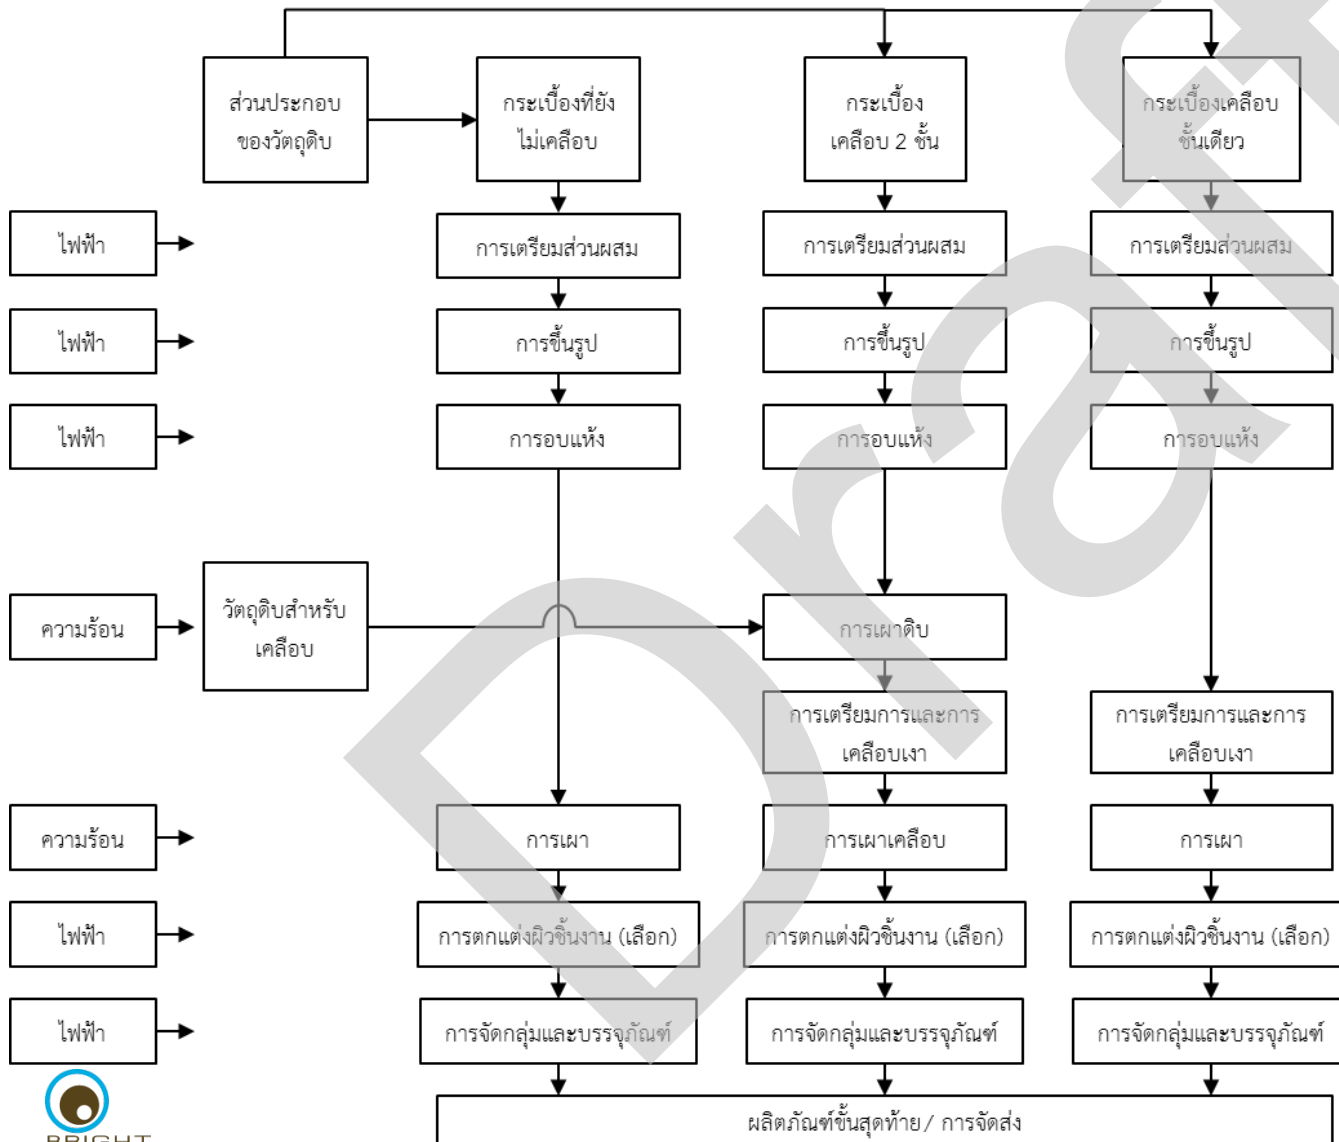 ส่วนประกอบ
ของวัตถุดิบ
กระเบื้องที่ยัง
ไม่เคลือบ
กระเบื้อง
เคลือบ 2 ชั้น
กระเบื้องเคลือบ
ชั้นเดียว
ไฟฟ้า
การเตรียมส่วนผสม
การเตรียมส่วนผสม
การเตรียมส่วนผสม
ไฟฟ้า
การขึ้นรูป
การขึ้นรูป
การขึ้นรูป
ไฟฟ้า
การอบแห้ง
การอบแห้ง
การอบแห้ง
ความร้อน
วัตถุดิบสำหรับ
เคลือบ
การเผาดิบ
การเตรียมการและการ
เคลือบเงา
การเตรียมการและการ
เคลือบเงา
ความร้อน
การเผา
การเผาเคลือบ
การเผา
ไฟฟ้า
การตกแต่งผิวชิ้นงาน (เลือก)
การตกแต่งผิวชิ้นงาน (เลือก)
การตกแต่งผิวชิ้นงาน (เลือก)
ไฟฟ้า
การจัดกลุ่มและบรรจุภัณฑ์
การจัดกลุ่มและบรรจุภัณฑ์
การจัดกลุ่มและบรรจุภัณฑ์
ผลิตภัณฑ์ขั้นสุดท้าย/ การจัดส่ง
BRIGHT
Draft